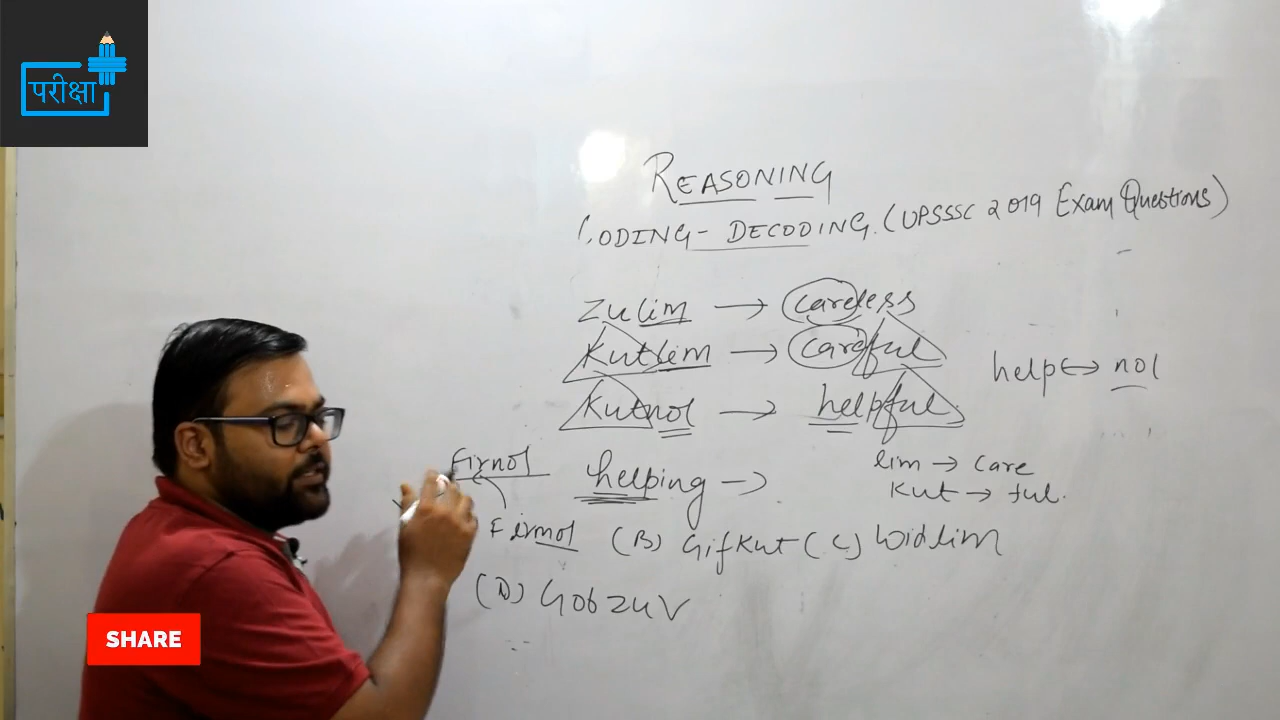 परीक्षा
REASONING
CODING - DECODING. (UPSSSC 2019 Exam Questions)
Zulim → careless
Kutlim → careful
help ↔ nol
Kutnol → helpful
Firnol
helping →
lim → care
Kut → ful.
Firnol (B) GifKut (C) Widlim
(D) Gobzuv
SHARE